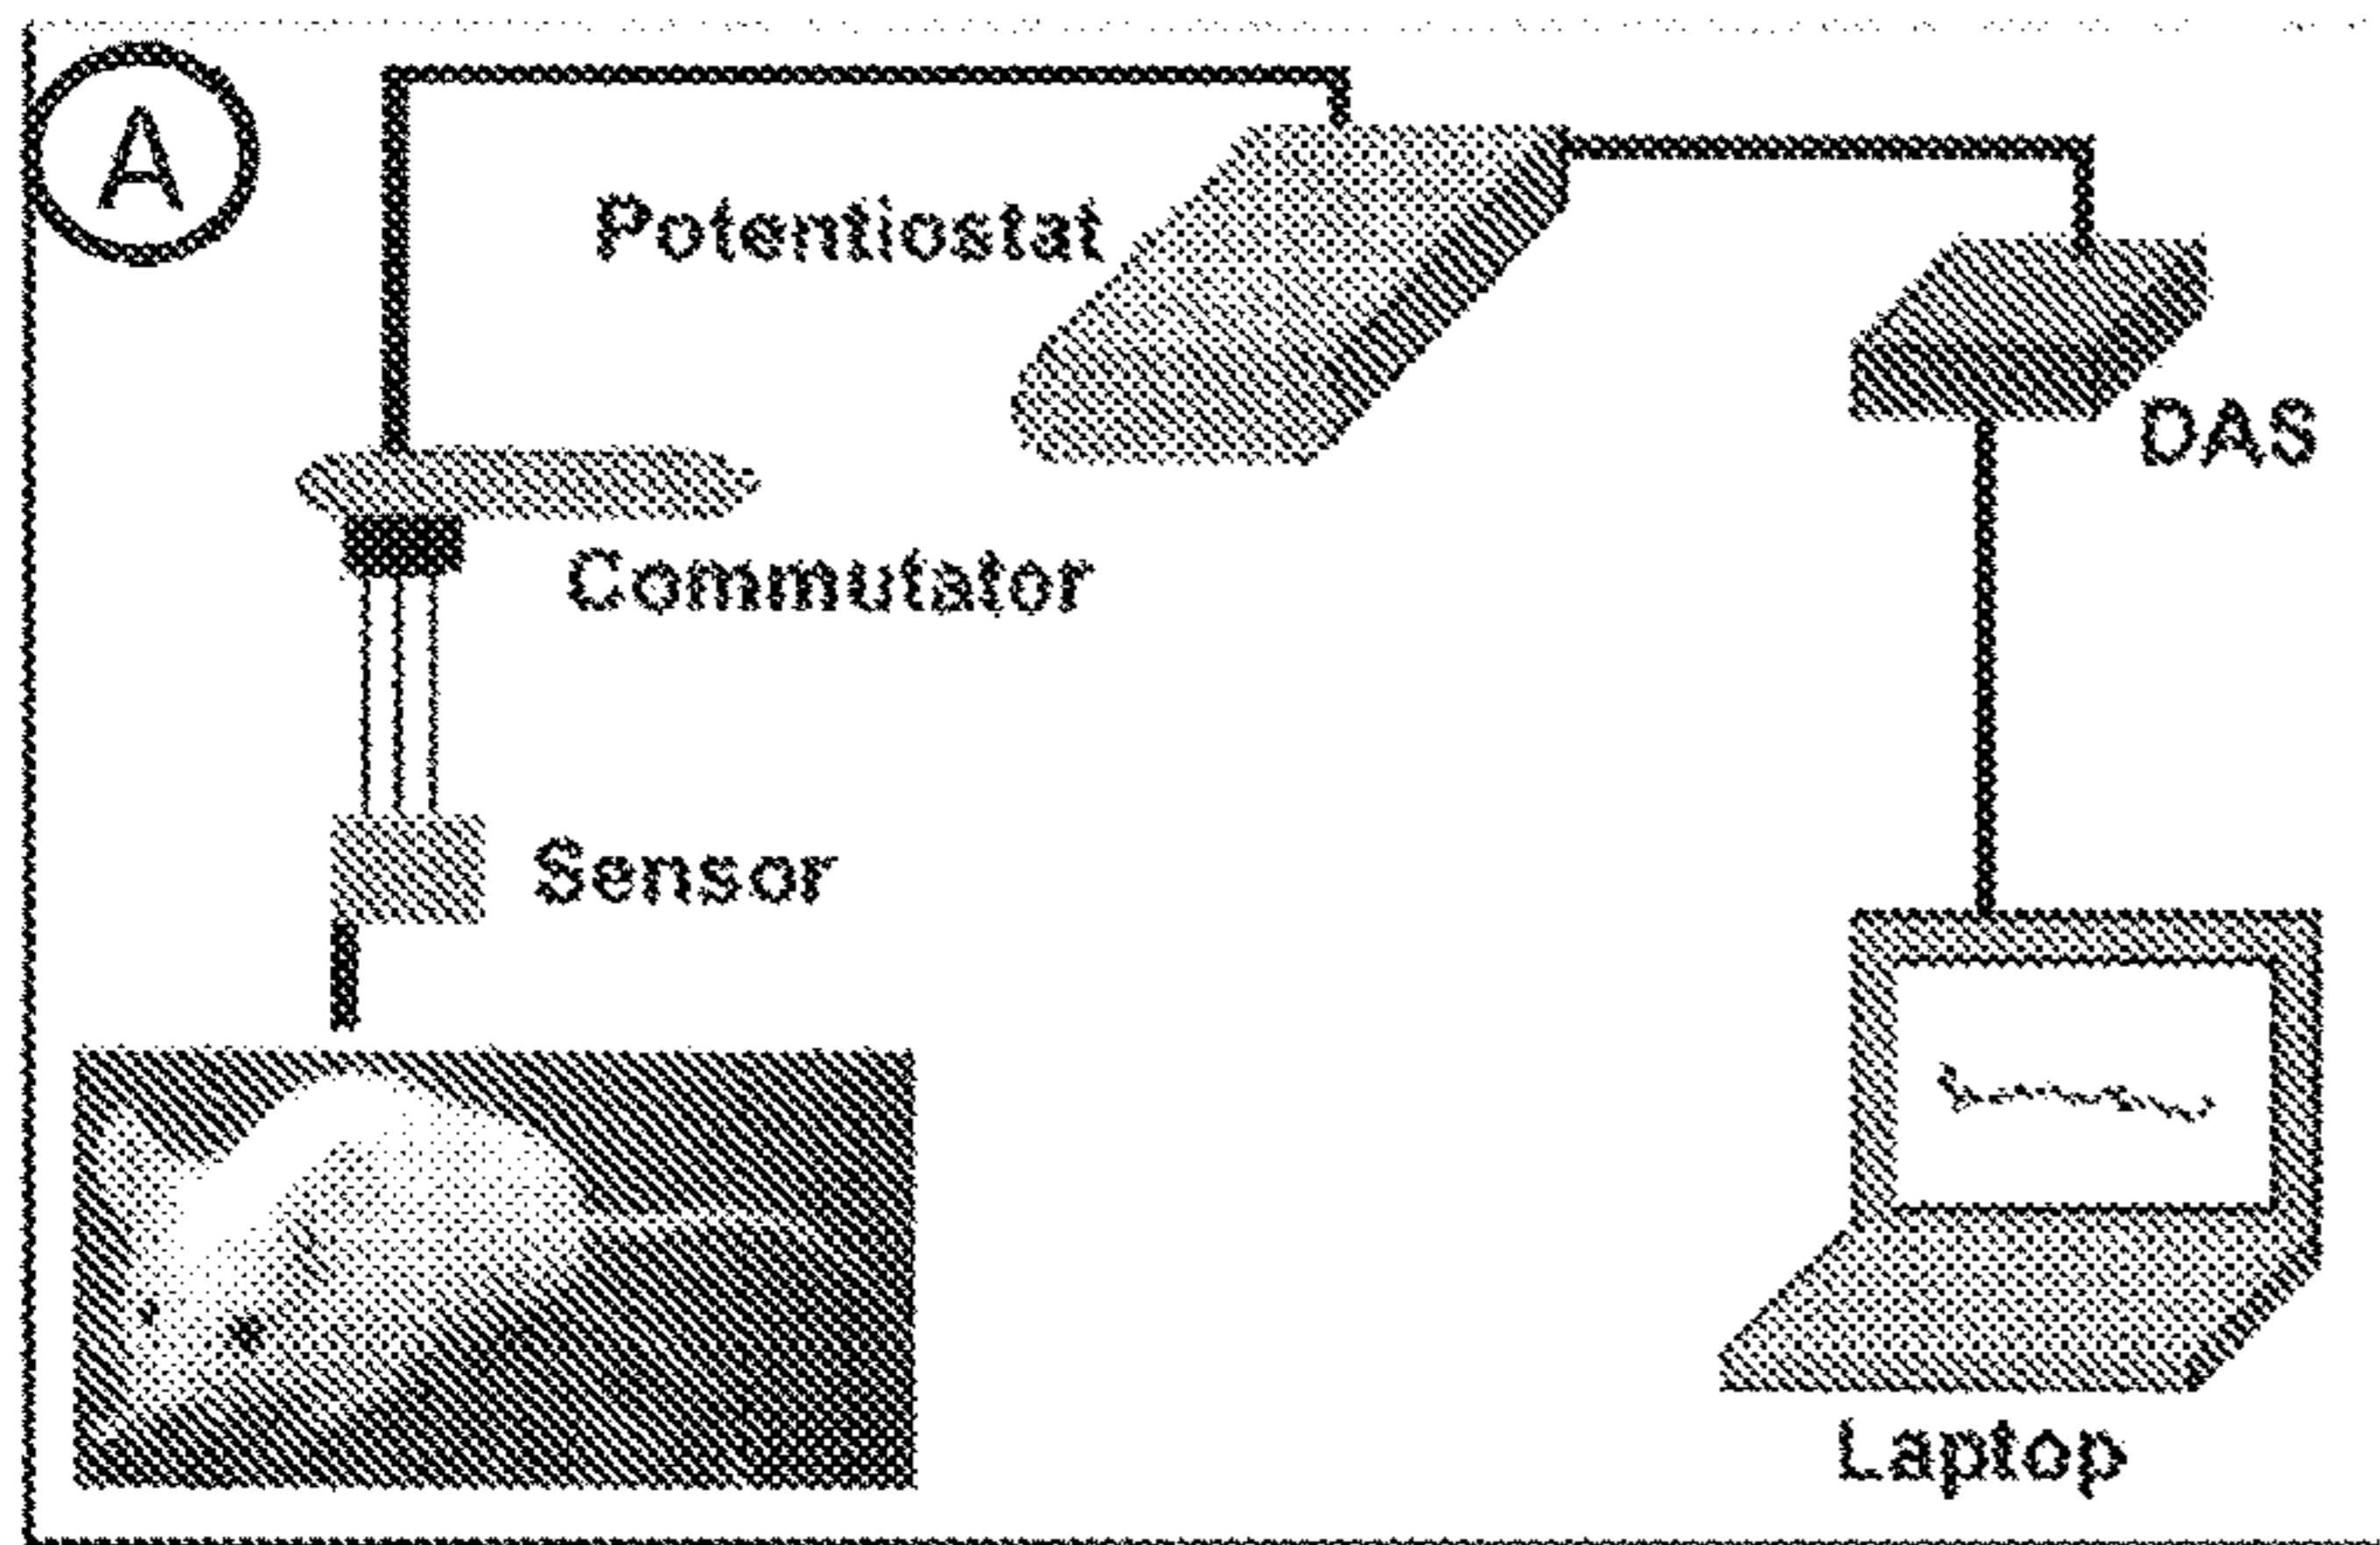 A
Potentiostat
DAS
Commutator
Sensor
Laptop